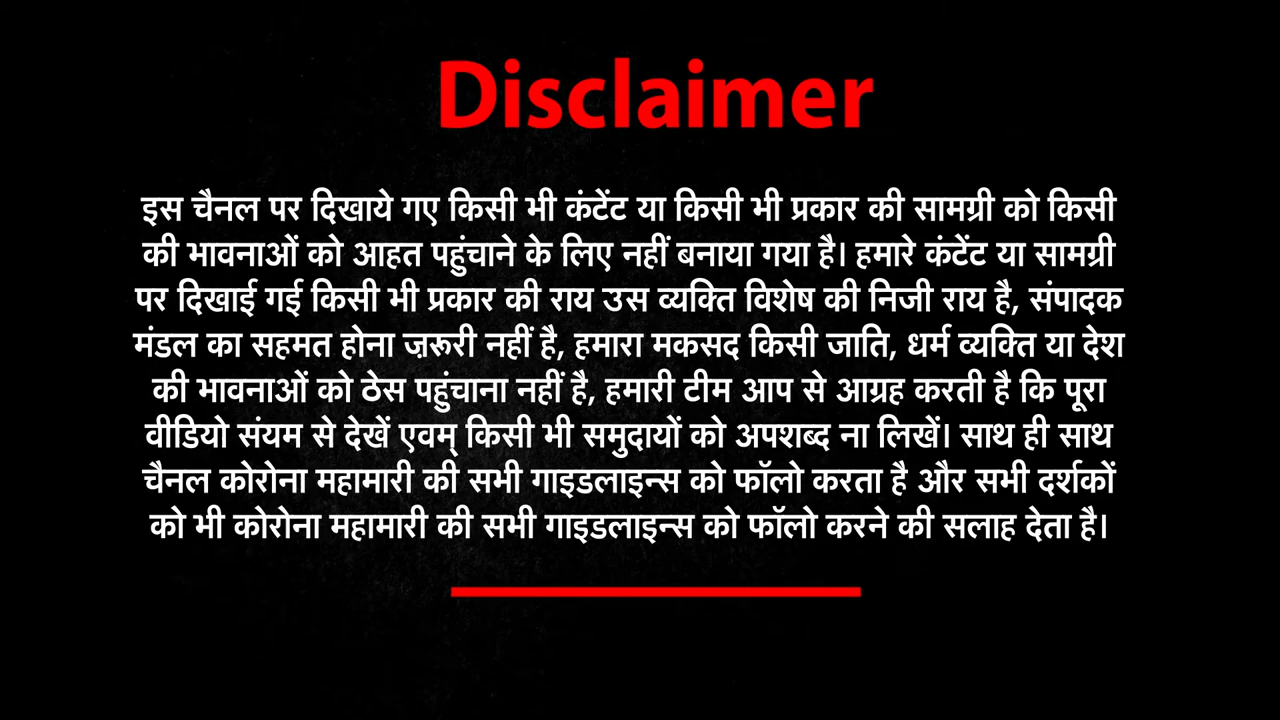 Disclaimer
इस चैनल पर दिखाये गए किसी भी कंटेंट या किसी भी प्रकार की सामग्री को किसी
की भावनाओं को आहत पहुंचाने के लिए नहीं बनाया गया है। हमारे कंटेंट या सामग्री
पर दिखाई गई किसी भी प्रकार की राय उस व्यक्ति विशेष की निजी राय है, संपादक
मंडल का सहमत होना ज़रूरी नहीं है, हमारा मकसद किसी जाति, धर्म व्यक्ति या देश
की भावनाओं को ठेस पहुंचाना नहीं है, हमारी टीम आप से आग्रह करती है कि पूरा
वीडियो संयम से देखें एवम् किसी भी समुदायों को अपशब्द ना लिखें। साथ ही साथ
चैनल कोरोना महामारी की सभी गाइडलाइन्स को फॉलो करता है और सभी दर्शकों
को भी कोरोना महामारी की सभी गाइडलाइन्स को फॉलो करने की सलाह देता है।